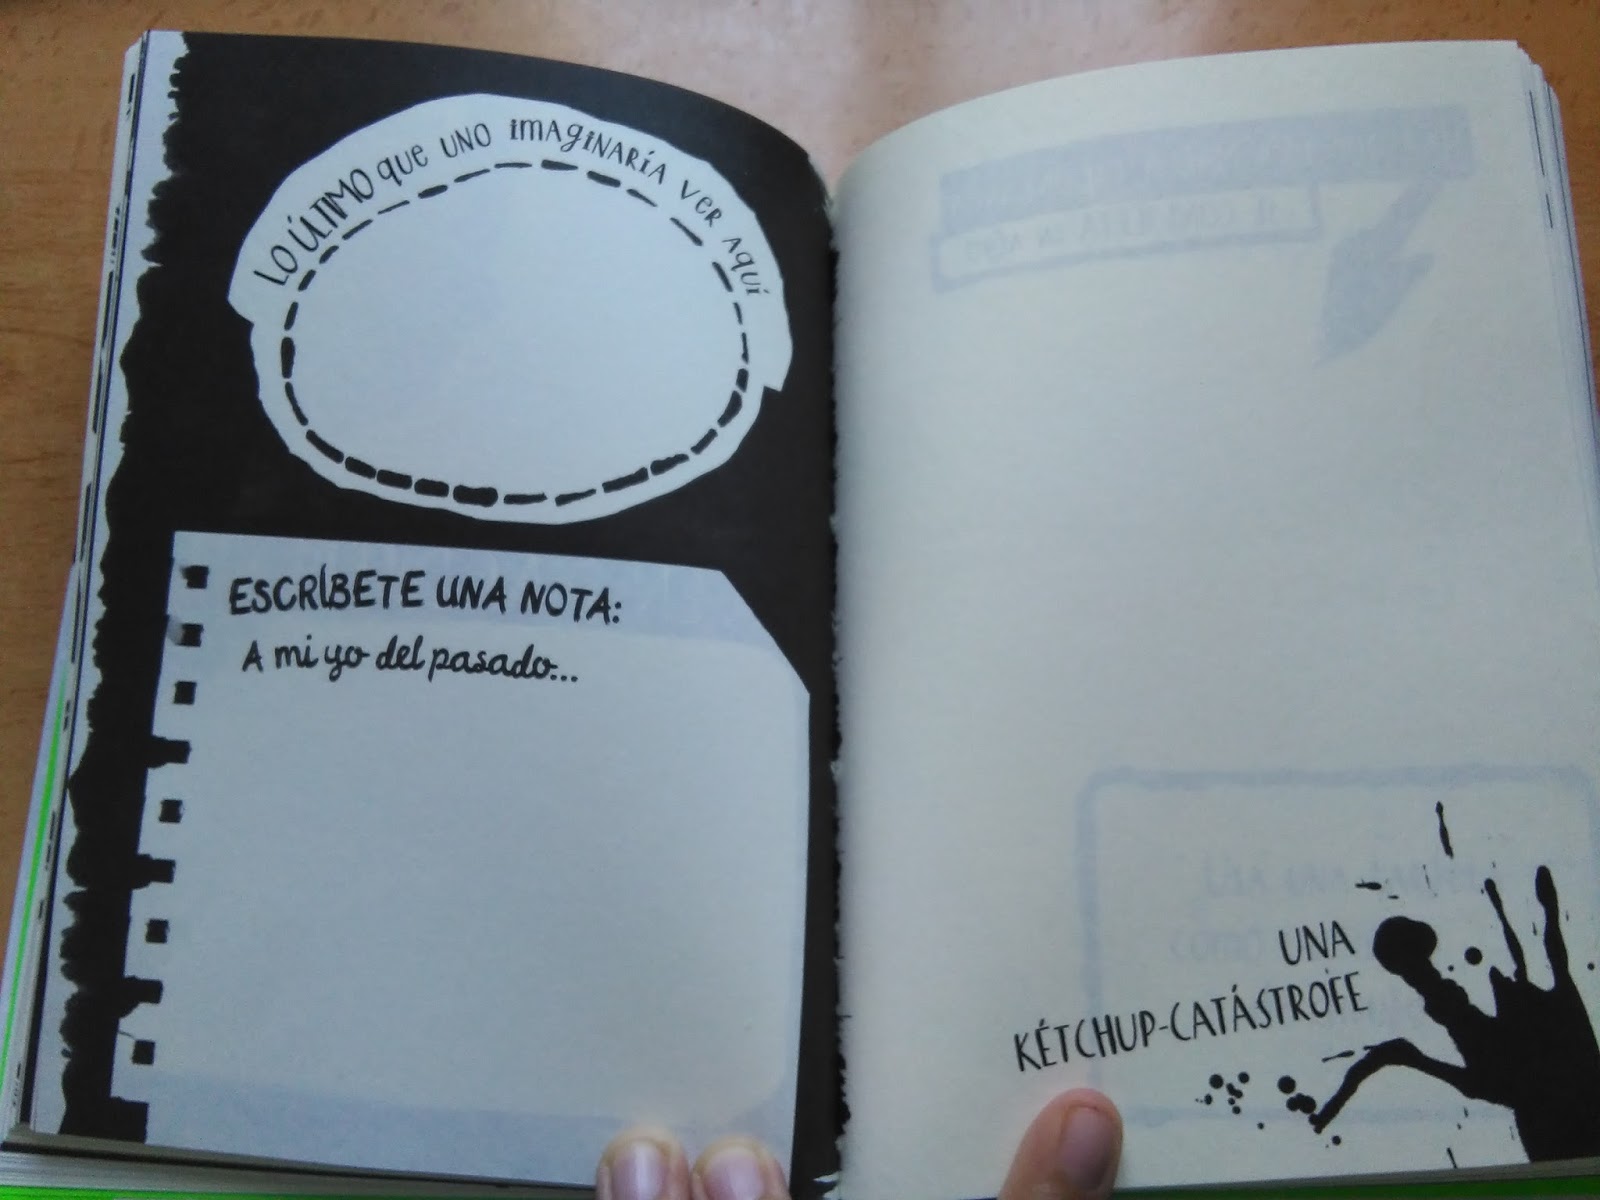 LO ÚLTIMO que UNO imaginaría ver aquí
ESCRÍBETE UNA NOTA:
A mi yo del pasado...
UNA
KÉTCHUP-CATÁSTROFE